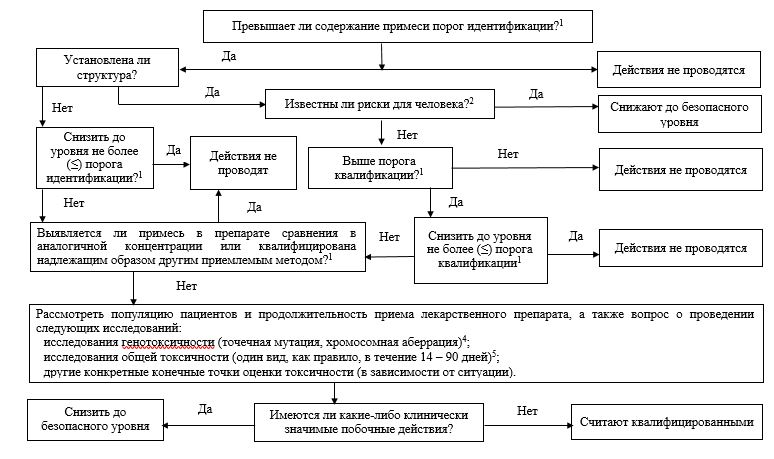 Превышает ли содержание примеси порог идентификации?¹
Да
Установлена ли
структура?
Действия не проводятся
Да
Известны ли риски для человека?²
Да
Снижают до безопасного
уровня
Нет
Нет
Снизить до
уровня не более
(≤) порога
идентификации?¹
Да
Действия не
проводят
Выше порога
квалификации?¹
Нет
Действия не проводятся
Нет
Да
Да
Выявляется ли примесь в препарате сравнения в
аналогичной концентрации или квалифицирована
надлежащим образом другим приемлемым методом?¹
Нет
Снизить до уровня
не более (≤) порога
квалификации¹
Да
Действия не проводятся
Нет
Рассмотреть популяцию пациентов и продолжительность приема лекарственного препарата, а также вопрос о проведении
следующих исследований:
исследования генотоксичности (точечная мутация, хромосомная аберрация)⁴;
исследования общей токсичности (один вид, как правило, в течение 14 – 90 дней)⁵;
другие конкретные конечные точки оценки токсичности (в зависимости от ситуации).
Снизить до
безопасного уровня
Да
Имеются ли какие-либо клинически
значимые побочные действия?
Нет
Считают квалифицированными